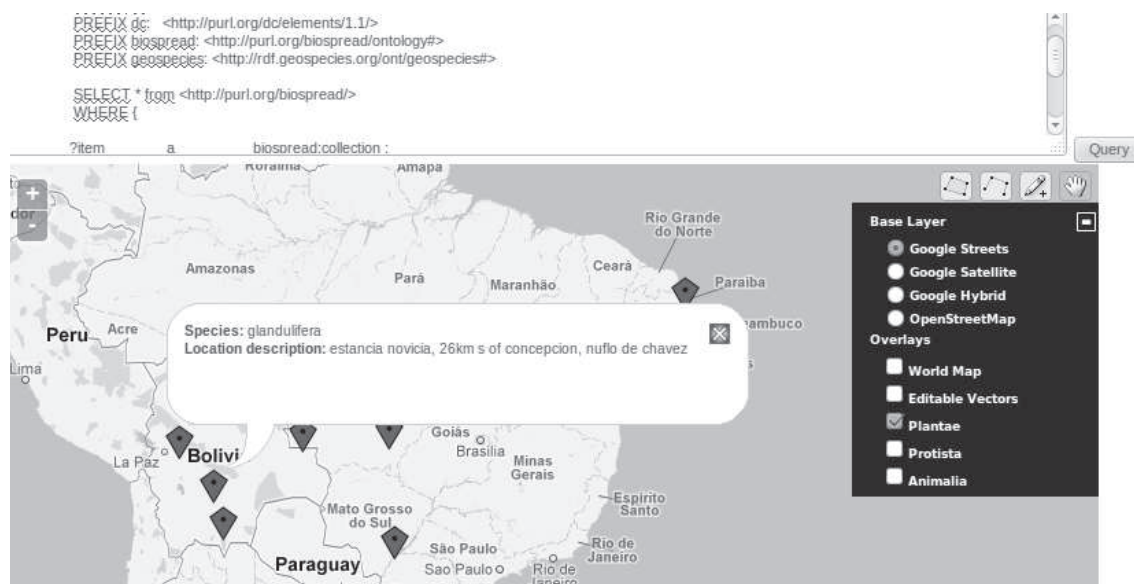 PREFIX dc: <http://purl.org/dc/elements/1.1/>
PREFIX biospread: <http://purl.org/biospread/ontology#>
PREFIX geospecies: <http://rdf.geospecies.org/ont/geospecies#>
SELECT * from <http://purl.org/biospread/>
WHERE {
?item a biospread:collection ;
Query
Roraima
Amapa
+
-
dor
Rio Grande
do Norte
Amazonas
Pará
Maranhão
Ceará
Paraiba
Peru
Acre
ambuco
Lima
Species: glandulifera
Location description: estancia novicia, 26km s of concepcion, nuflo de chavez
s
La Paz
Bolivi
Goiás
Brasília
Minas
Gerais
Espirito
Santo
Mato Grosso
do Sul
São Paulo
Sao Paulo
Rio de
Janeiro
Rio de
Janeiro
Paraguay
Base Layer
Google Streets
Google Satellite
Google Hybrid
OpenStreetMap
Overlays
World Map
Editable Vectors
Plantae
Protista
Animalia